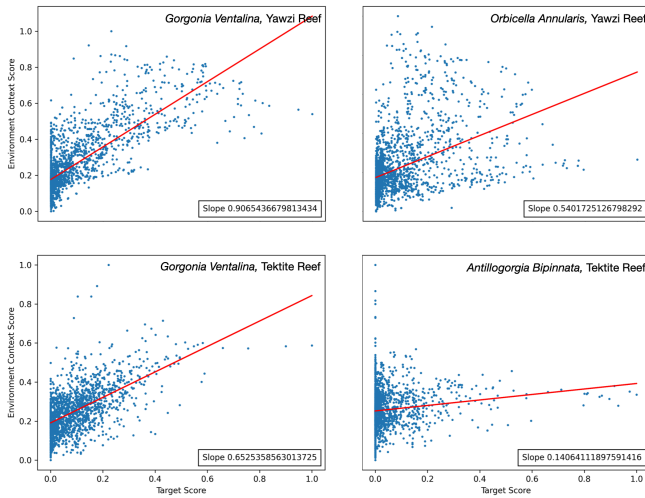 Gorgonia Ventalina, Yawzi Reef
Environment Context Score
1.0
0.8
0.6
0.4
0.2
0.0
Slope 0.9065436679813434
Orbicella Annularis, Yawzi Reef
Slope 0.5401725126798292
Gorgonia Ventalina, Tektite Reef
Environment Context Score
1.0
0.8
0.6
0.4
0.2
0.0
Slope 0.6525358563013725
0.0 0.2 0.4 0.6 0.8 1.0
Target Score
Antillogorgia Bipinnata, Tektite Reef
Slope 0.14064111897591416
0.0 0.2 0.4 0.6 0.8 1.0
Target Score